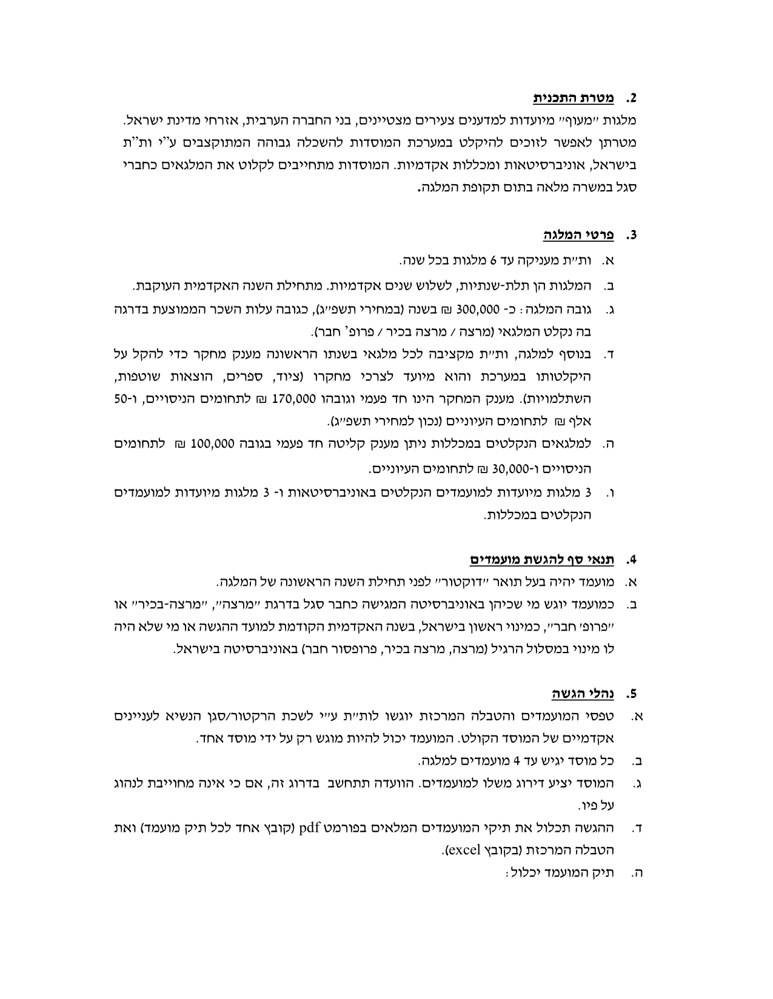 2. מטרת התכנית
מלגות "מעוף" מיועדות למדענים צעירים מצטיינים, בני החברה הערבית, אזרחי מדינת ישראל.
מטרתן לאפשר לזוכים להיקלט במערכת המוסדות להשכלה גבוהה המתוקצבים ע"י ות"ת
בישראל, אוניברסיטאות ומכללות אקדמיות. המוסדות מתחייבים לקלוט את המלגאים כחברי
סגל במשרה מלאה בתום תקופת המלגה.
3. פרטי המלגה
א. ות"ת מעניקה עד 6 מלגות בכל שנה.
ב. המלגות הן תלת-שנתיות, לשלוש שנים אקדמיות. מתחילת השנה האקדמית העוקבת.
ג. גובה המלגה: כ- 300,000 ₪ בשנה (במחירי תשפ"ג), כגובה עלות השכר הממוצעת בדרגה
בה נקלט המלגאי (מרצה / מרצה בכיר / פרופ' חבר).
ד. בנוסף למלגה, ות"ת מקציבה לכל מלגאי בשנתו הראשונה מענק מחקר כדי להקל על
היקלטותו במערכת והוא מיועד לצרכי מחקרו (ציוד, ספרים, הוצאות שוטפות,
השתלמויות). מענק המחקר הינו חד פעמי וגובהו 170,000 ₪ לתחומים הניסויים, ו-50
אלף ₪ לתחומים העיוניים (נכון למחירי תשפ"ג).
ה. למלגאים הנקלטים במכללות ניתן מענק קליטה חד פעמי בגובה 100,000 ₪ לתחומים
הניסויים ו-30,000 ₪ לתחומים העיוניים.
ו. 3 מלגות מיועדות למועמדים הנקלטים באוניברסיטאות ו- 3 מלגות מיועדות למועמדים
הנקלטים במכללות.
4. תנאי סף להגשת מועמדים
א. מועמד יהיה בעל תואר "דוקטור" לפני תחילת השנה הראשונה של המלגה.
ב. כמועמד יוגש מי שכיהן באוניברסיטה המגישה כחבר סגל בדרגת "מרצה", "מרצה-בכיר" או
"פרופ' חבר", כמינוי ראשון בישראל, בשנה האקדמית הקודמת למועד ההגשה או מי שלא היה
לו מינוי במסלול הרגיל (מרצה, מרצה בכיר, פרופסור חבר) באוניברסיטה בישראל.
5. נהלי הגשה
א. טפסי המועמדים והטבלה המרכזת יוגשו לות"ת ע"י לשכת הרקטור/סגן הנשיא לעניינים
אקדמיים של המוסד הקולט. המועמד יכול להיות מוגש רק על ידי מוסד אחד.
ב. כל מוסד יגיש עד 4 מועמדים למלגה.
ג. המוסד יציע דירוג משלו למועמדים. הוועדה תתחשב בדרוג זה, אם כי אינה מחוייבת לנהוג
על פיו.
ד. ההגשה תכלול את תיקי המועמדים המלאים בפורמט pdf (קובץ אחד לכל תיק מועמד) ואת
הטבלה המרכזת (בקובץ excel).
ה. תיק המועמד יכלול: